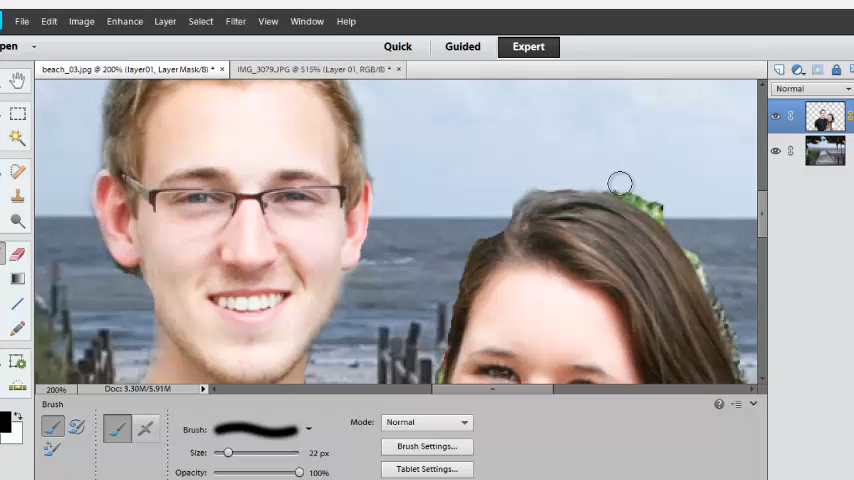 File Edit Image Enhance Layer Select Filter View Window Help
pen Quick Guided Expert
beach_03.jpg @ 200% (layer01, Layer Mask/8) * × IMG_3079.JPG @ 515% (Layer 01, RGB/8) * ×
Normal
200% Doc: 3.30M/5.91M
Brush
Brush: Mode: Normal
Size: 22 px Brush Settings...
Opacity: 100% Tablet Settings...